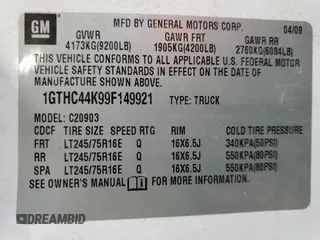 GM
MFD BY GENERAL MOTORS CORP. 04/09
GVWR GAWR FRT GAWR RR
4173KG(9200LB) 1905KG(4200LB) 2760KG(6084LB)
THIS VEHICLE CONFORMS TO ALL APPLICABLE U.S. FEDERAL MOTOR
VEHICLE SAFETY STANDARDS IN EFFECT ON THE DATE OF
MANUFACTURE SHOWN ABOVE.
1GTHC44K99F149921 TYPE: TRUCK
MODEL: C20903
CDCF TIRE SIZE SPEED RTG RIM COLD TIRE PRESSURE
FRT LT245/75R16E Q 16X6.5J 340KPA(50PSI)
RR LT245/75R16E Q 16X6.5J 550KPA(80PSI)
SPA LT245/75R16E Q 16X6.5J 550KPA(80PSI)
SEE OWNER'S MANUAL FOR ADDITIONAL INFORMATION.
DREAMBID